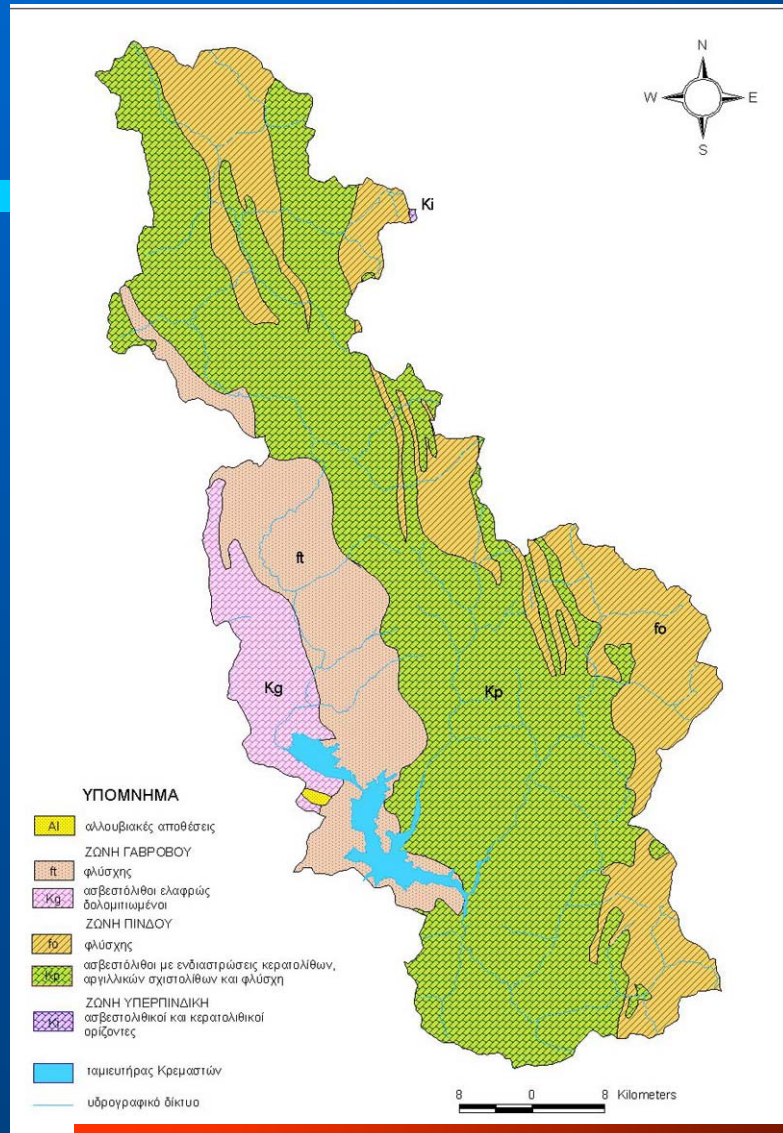 N
W E
S
Ki
ft
fo
Kg
Kp
ΥΠΟΜΝΗΜΑ
Al αλλουβιακές αποθέσεις
ΖΩΝΗ ΓΑΒΡΟΒΟΥ
ft φλύσχης
Kg ασβεστόλιθοι ελαφρώς
δολομιτιωμένοι
ΖΩΝΗ ΠΙΝΔΟΥ
fo φλύσχης
Kp ασβεστόλιθοι με ενδιαστρώσεις κερατολίθων,
αργιλλικών σχιστολίθων και φλύσχη
ΖΩΝΗ ΥΠΕΡΠΙΝΔΙΚΗ
Ki ασβεστολιθικοί και κερατολιθικοί
ορίζοντες
ταμιευτήρας Κρεμαστών
υδρογραφικό δίκτυο
8 0 8 Kilometers